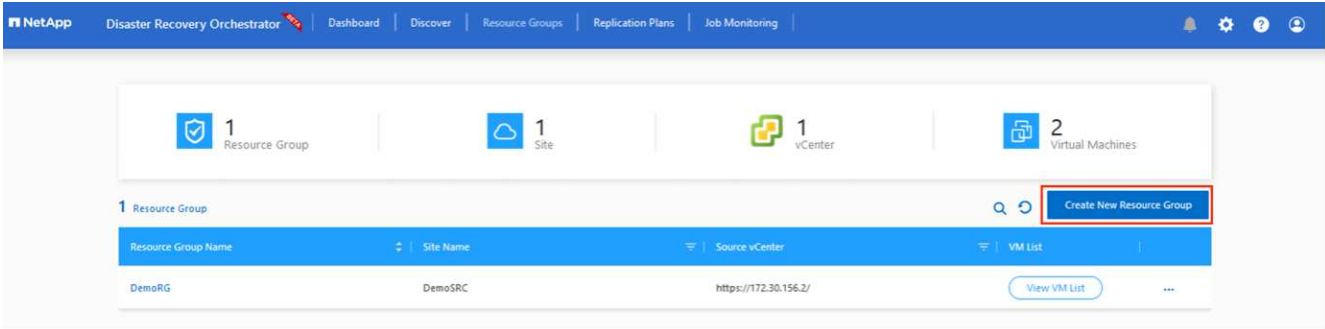 NetApp Disaster Recovery Orchestrator Dashboard Discover Resource Groups Replication Plans Job Monitoring
1 1 1 2
Resource Group Site vCenter Virtual Machines
1 Resource Group Create New Resource Group
Resource Group Name Site Name Source vCenter VM List
DemoRG DemoSRC https://172.30.156.2/ View VM List ...